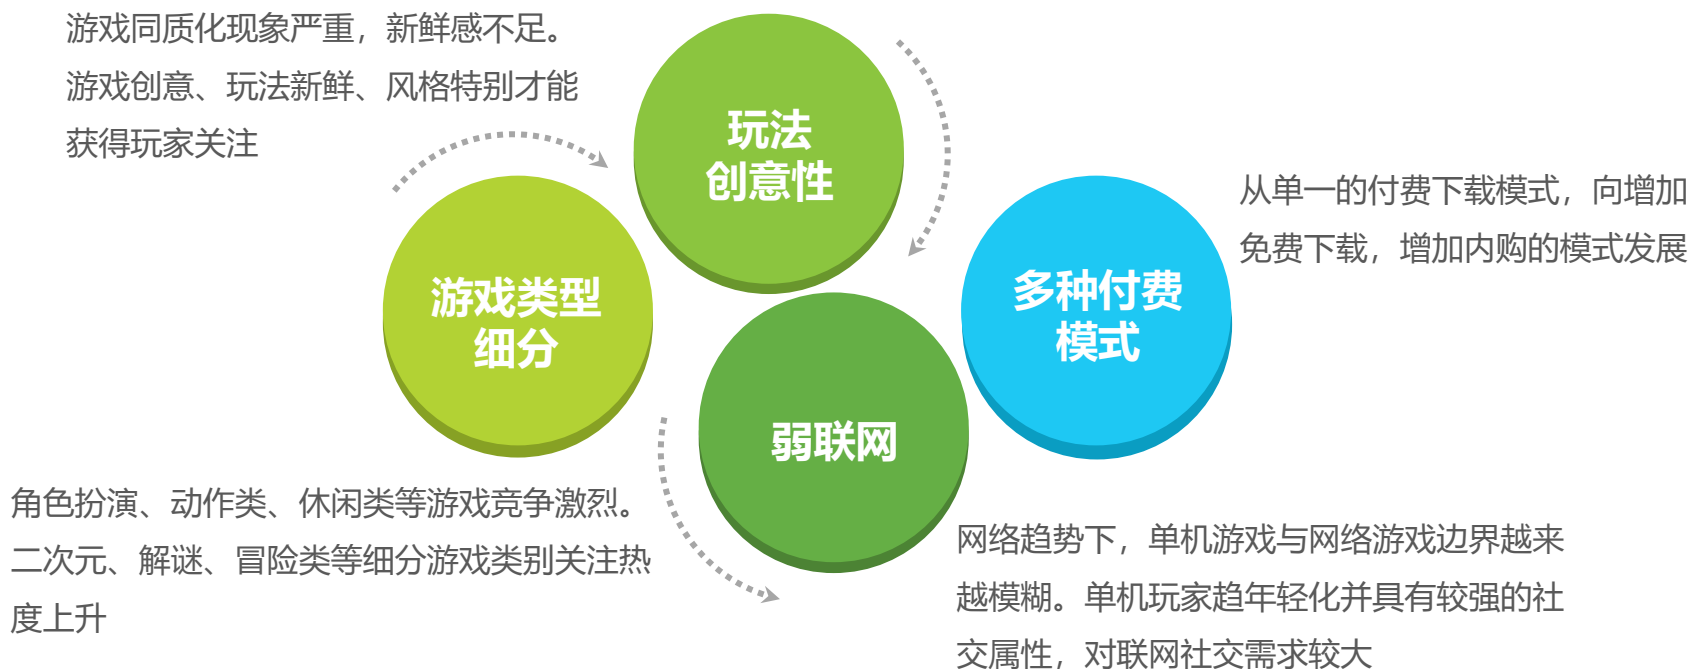 游戏同质化现象严重，新鲜感不足。
游戏创意、玩法新鲜、风格特别才能
获得玩家关注
玩法
创意性
从单一的付费下载模式，向增加
免费下载，增加内购的模式发展
游戏类型
细分
多种付费
模式
弱联网
角色扮演、动作类、休闲类等游戏竞争激烈。
二次元、解谜、冒险类等细分游戏类别关注热
度上升
网络趋势下，单机游戏与网络游戏边界越来
越模糊。单机玩家趋年轻化并具有较强的社
交属性，对联网社交需求较大